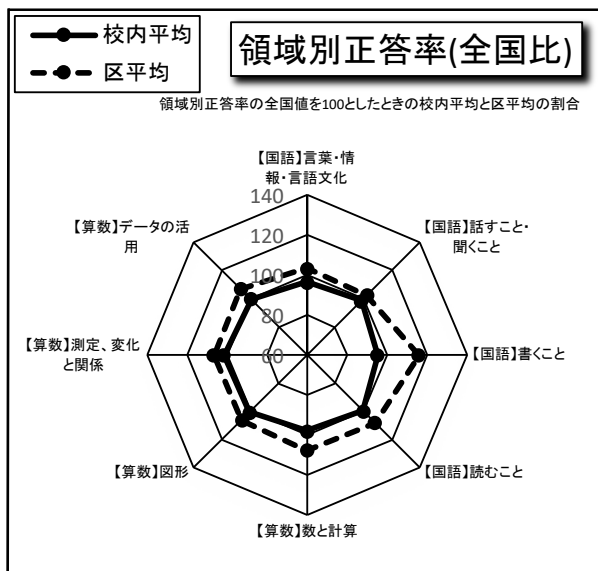 校内平均
区平均
領域別正答率(全国比)
領域別正答率の全国値を100としたときの校内平均と区平均の割合
【国語】言葉・情
報・言語文化
【国語】話すこと・
聞くこと
【国語】書くこと
【国語】読むこと
【算数】数と計算
【算数】図形
【算数】測定、変化
と関係
【算数】データの活
用
140
120
100
80
60